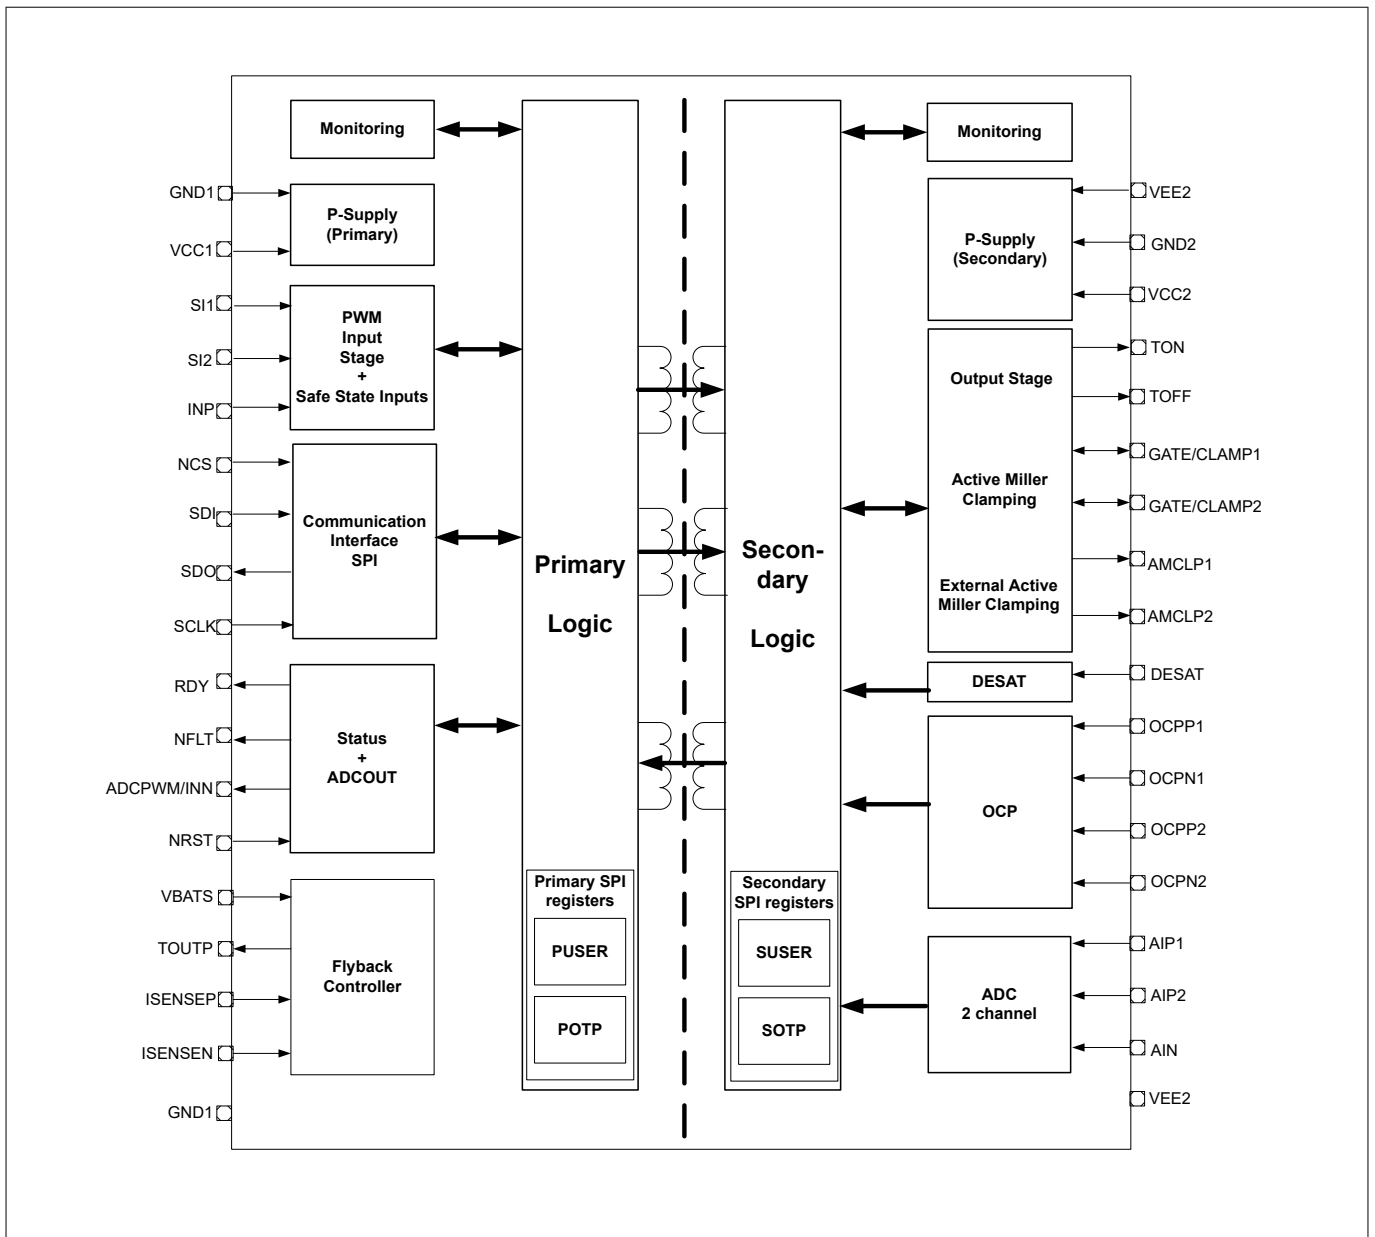 Monitoring
GND1
P-Supply
(Primary)
VCC1
SI1
PWM
Input
Stage
+
Safe State Inputs
SI2
INP
NCS
SDI
Communication
Interface
SPI
SDO
SCLK
RDY
NFLT
Status
+
ADCOUT
ADCPWM/INN
NRST
VBATS
TOUTP
Flyback
Controller
ISENSEP
ISENSEN
GND1
Primary
Logic
Primary SPI
registers
PUSER
POTP
Secon-
dary
Logic
Secondary
SPI registers
SUSER
SOTP
Monitoring
P-Supply
(Secondary)
VEE2
GND2
VCC2
Output Stage
TON
TOFF
Active Miller
Clamping
GATE/CLAMP1
GATE/CLAMP2
External Active
Miller Clamping
AMCLP1
AMCLP2
DESAT
DESAT
OCP
OCPP1
OCPN1
OCPP2
OCPN2
ADC
2 channel
AIP1
AIP2
AIN
VEE2